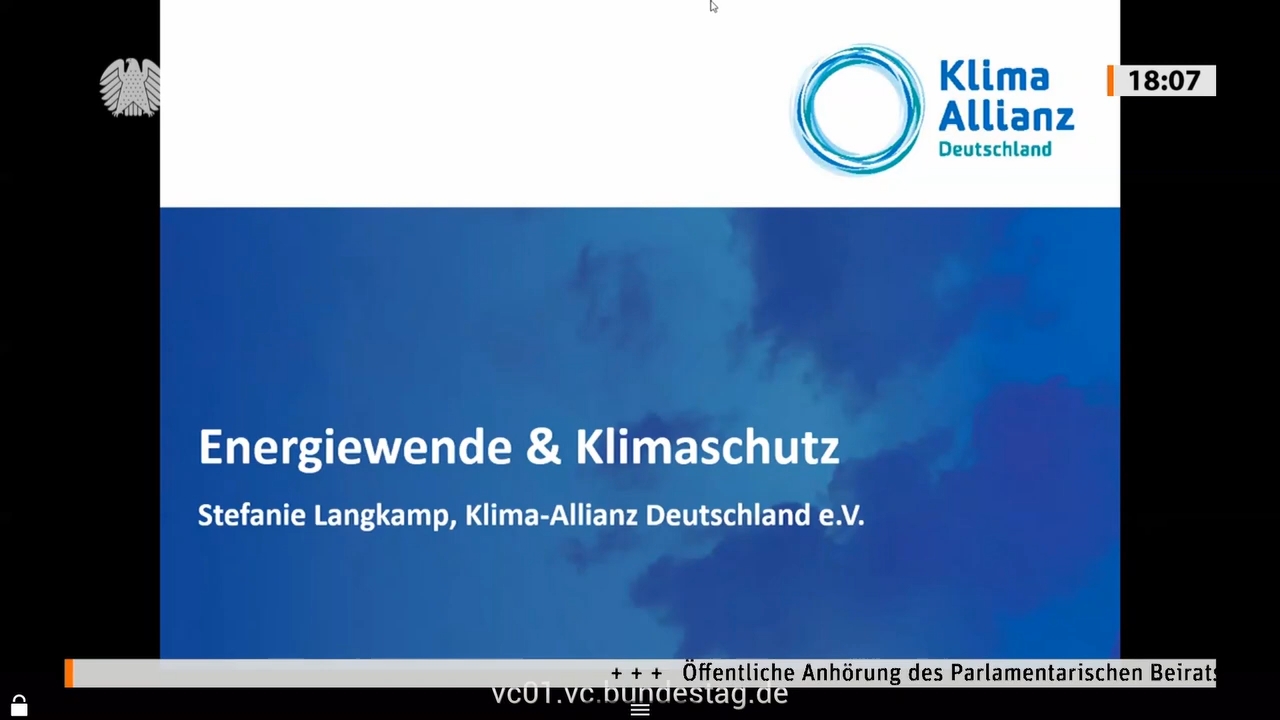 Klima
Allianz
Deutschland
18:07
Energiewende & Klimaschutz
Stefanie Langkamp, Klima-Allianz Deutschland e.V.
+ + + Öffentliche Anhörung des Parlamentarischen Beirats
vc01.vc.bundestag.de